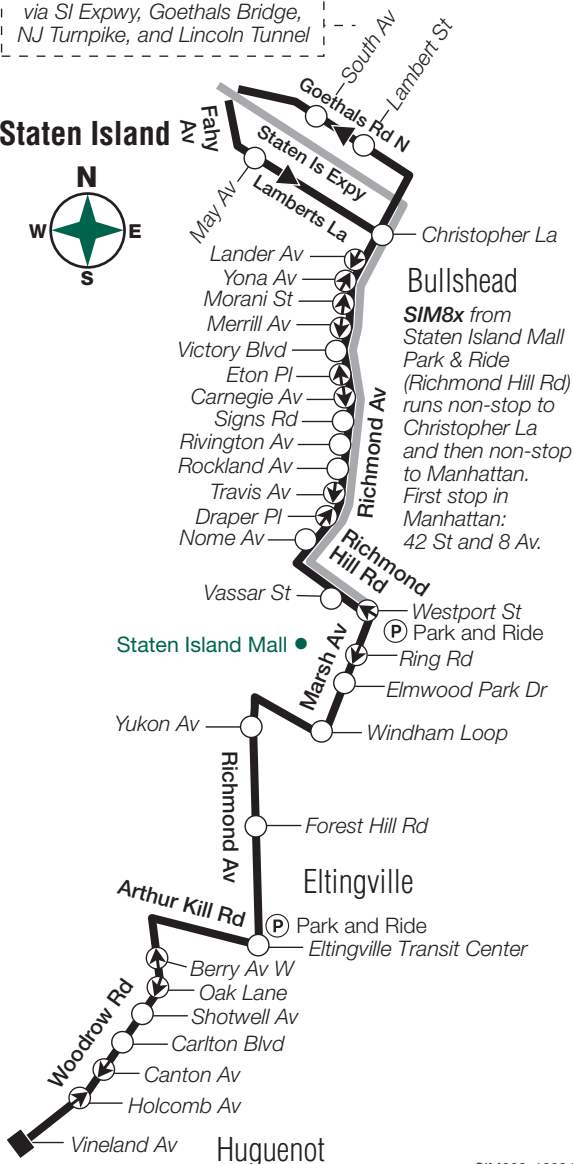 via SI Expwy, Goethals Bridge,
NJ Turnpike, and Lincoln Tunnel
South Av
Lambert St
Goethals Rd N
Staten Island
Fahy
Av
Staten Is Expy
N
W
E
S
May Av
Lamberts La
Christopher La
Lander Av
Yona Av
Morani St
Merrill Av
Victory Blvd
Eton Pl
Carnegie Av
Signs Rd
Rivington Av
Rockland Av
Travis Av
Draper Pl
Nome Av
Richmond Av
Bullshead
SIM8x from
Staten Island Mall
Park & Ride
(Richmond Hill Rd)
runs non-stop to
Christopher La
and then non-stop
to Manhattan.
First stop in
Manhattan:
42 St and 8 Av.
Richmond
Hill Rd
Vassar St
Westport St
P Park and Ride
Staten Island Mall
Marsh Av
Ring Rd
Elmwood Park Dr
Yukon Av
Windham Loop
Richmond Av
Forest Hill Rd
Eltingville
Arthur Kill Rd
P Park and Ride
Eltingville Transit Center
Berry Av W
Oak Lane
Woodrow Rd
Shotwell Av
Carlton Blvd
Canton Av
Holcomb Av
Vineland Av
Huguenot